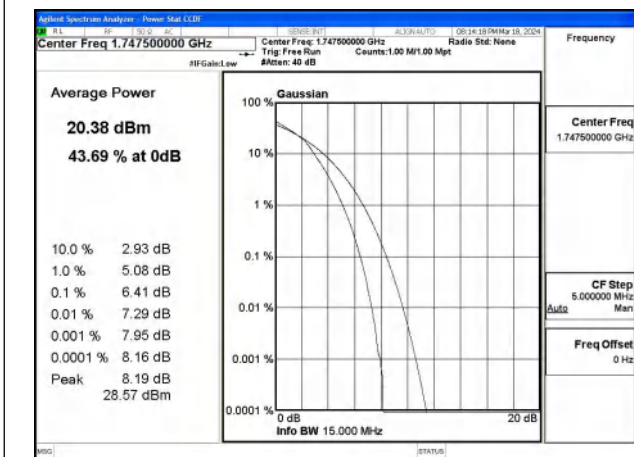 Agilent Spectrum Analyzer - Power Stat CCDF
RL RF 50 Ω AC SENSE:INT ALIGNAUTO 08:14:18 PM Mar 18, 2024
Center Freq 1.747500000 GHz
Center Freq: 1.747500000 GHz
Radio Std: None
Trig: Free Run
Counts:1.00 M/1.00 Mpt
#IFGain:Low
#Atten: 40 dB
Frequency
Average Power
20.38 dBm
43.69 % at 0dB
10.0 % 2.93 dB
1.0 % 5.08 dB
0.1 % 6.41 dB
0.01 % 7.29 dB
0.001 % 7.95 dB
0.0001 % 8.16 dB
Peak 8.19 dB
28.57 dBm
Gaussian
100 %
10 %
1 %
0.1 %
0.01 %
0.001 %
0.0001 %
0 dB
20 dB
Info BW 15.000 MHz
Center Freq
1.747500000 GHz
CF Step
5.000000 MHz
Auto Man
Freq Offset
0 Hz
MSG
STATUS